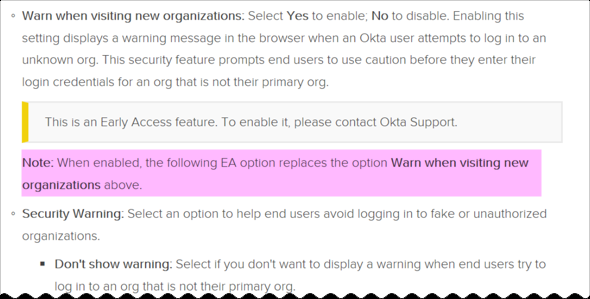 Warn when visiting new organizations: Select Yes to enable; No to disable. Enabling this
setting displays a warning message in the browser when an Okta user attempts to log in to an
unknown org. This security feature prompts end users to use caution before they enter their
login credentials for an org that is not their primary org.
This is an Early Access feature. To enable it, please contact Okta Support.
Note: When enabled, the following EA option replaces the option Warn when visiting new
organizations above.
Security Warning: Select an option to help end users avoid logging in to fake or unauthorized
organizations.
Don't show warning: Select if you don't want to display a warning when end users try to
log in to an org that is not their primary org.